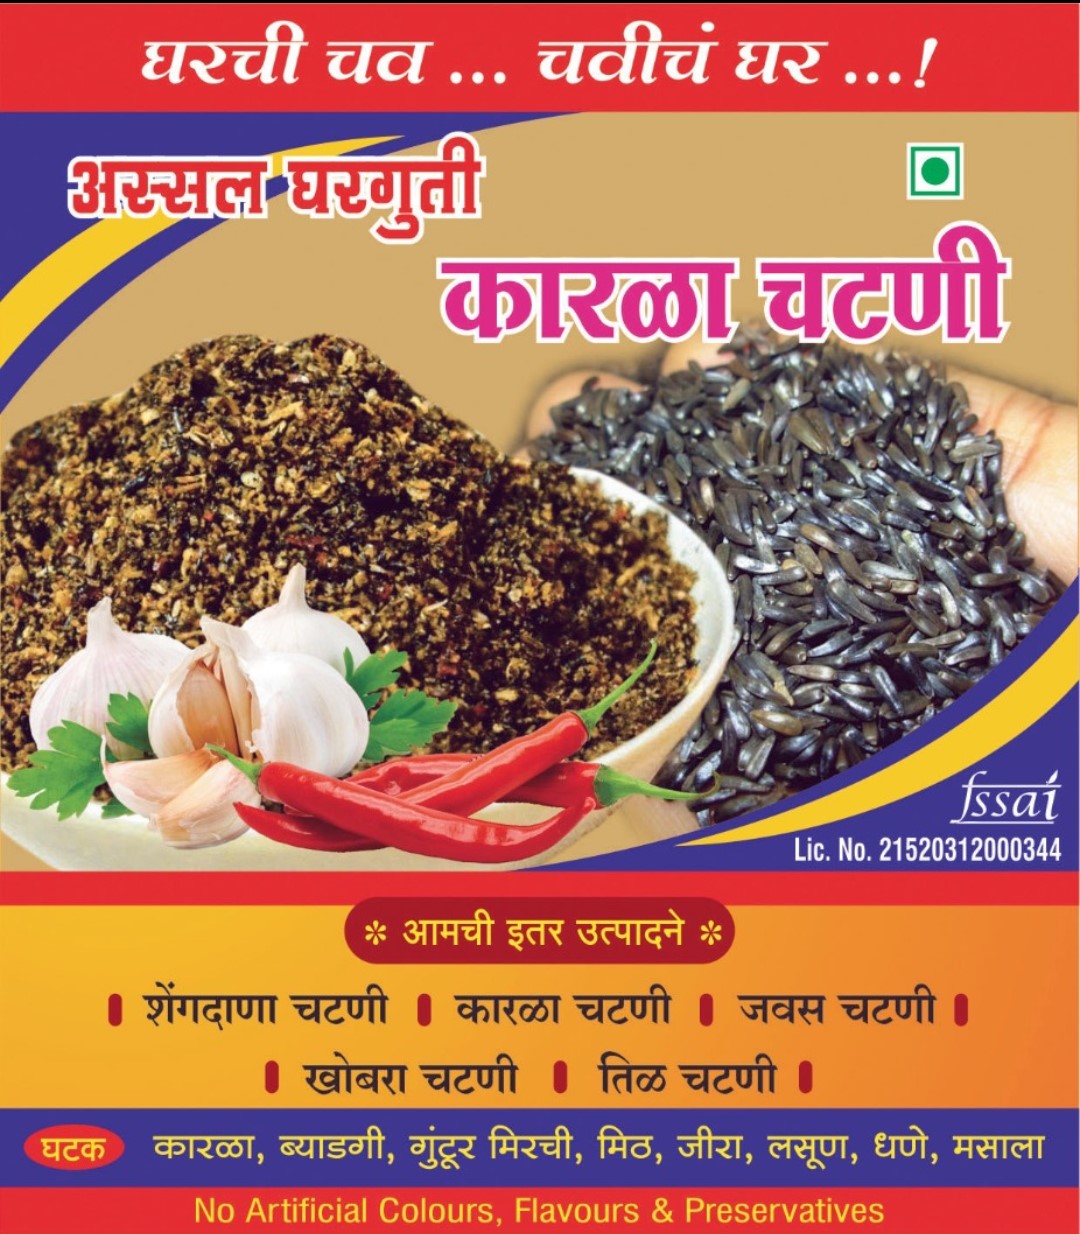 घरची चव ... चवीचं घर ...!
अस्सल घरगुती
कारळा चटणी
fssai
Lic. No. 21520312000344
* आमची इतर उत्पादने *
शेंगदाणा चटणी कारळा चटणी जवस चटणी
खोबरा चटणी तिळ चटणी
घटक कारळा, ब्याडगी, गुंटूर मिरची, मिठ, जीरा, लसूण, धणे, मसाला
No Artificial Colours, Flavours & Preservatives